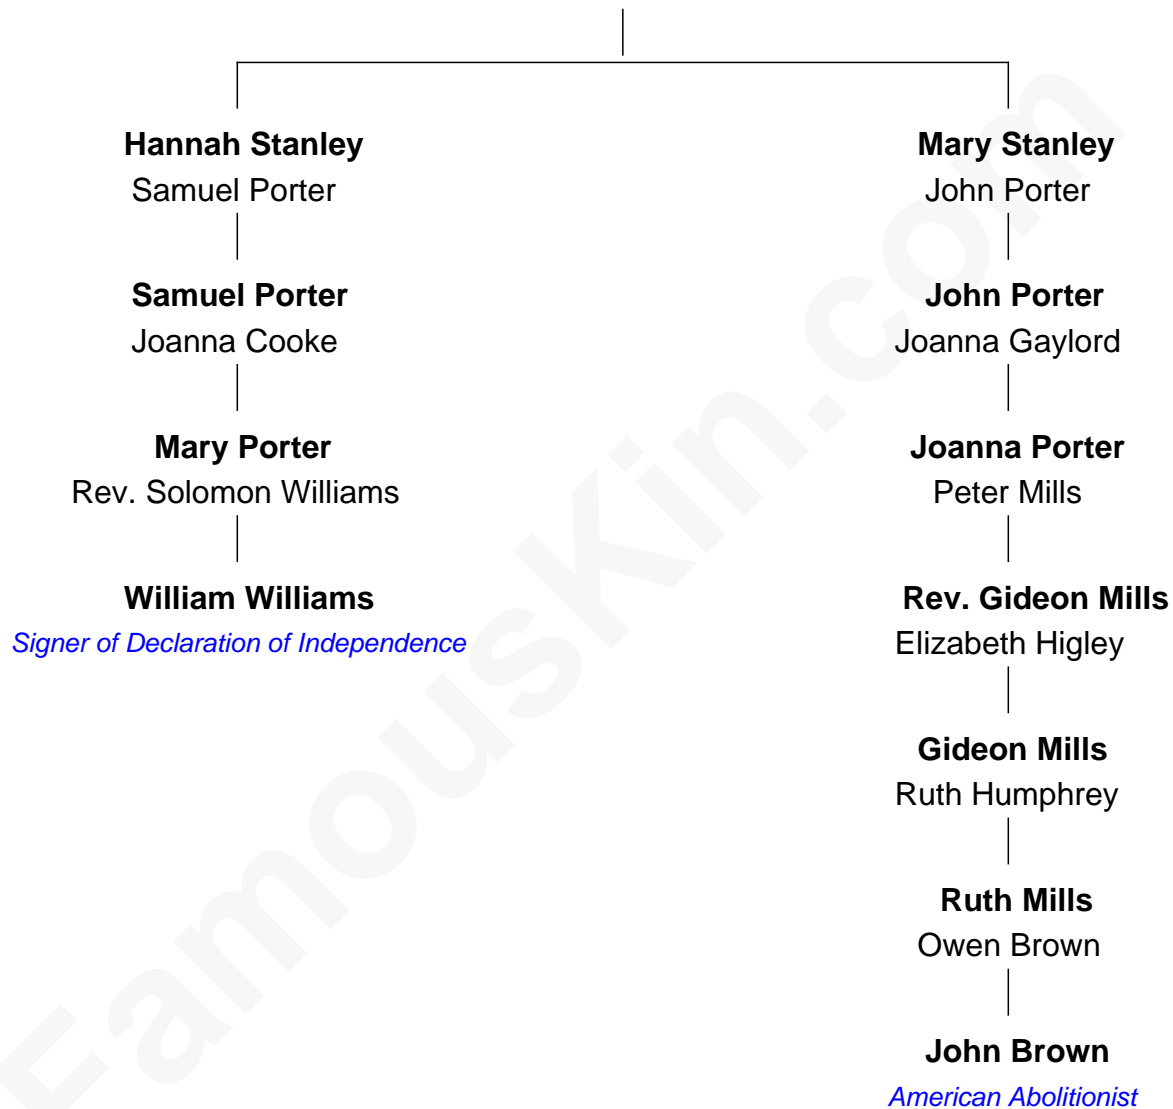 Hannah Stanley
Samuel Porter
Samuel Porter
Joanna Cooke
Mary Porter
Rev. Solomon Williams
William Williams
Signer of Declaration of Independence
Mary Stanley
John Porter
John Porter
Joanna Gaylord
Joanna Porter
Peter Mills
Rev. Gideon Mills
Elizabeth Higley
Gideon Mills
Ruth Humphrey
Ruth Mills
Owen Brown
John Brown
American Abolitionist
FamousKin.com